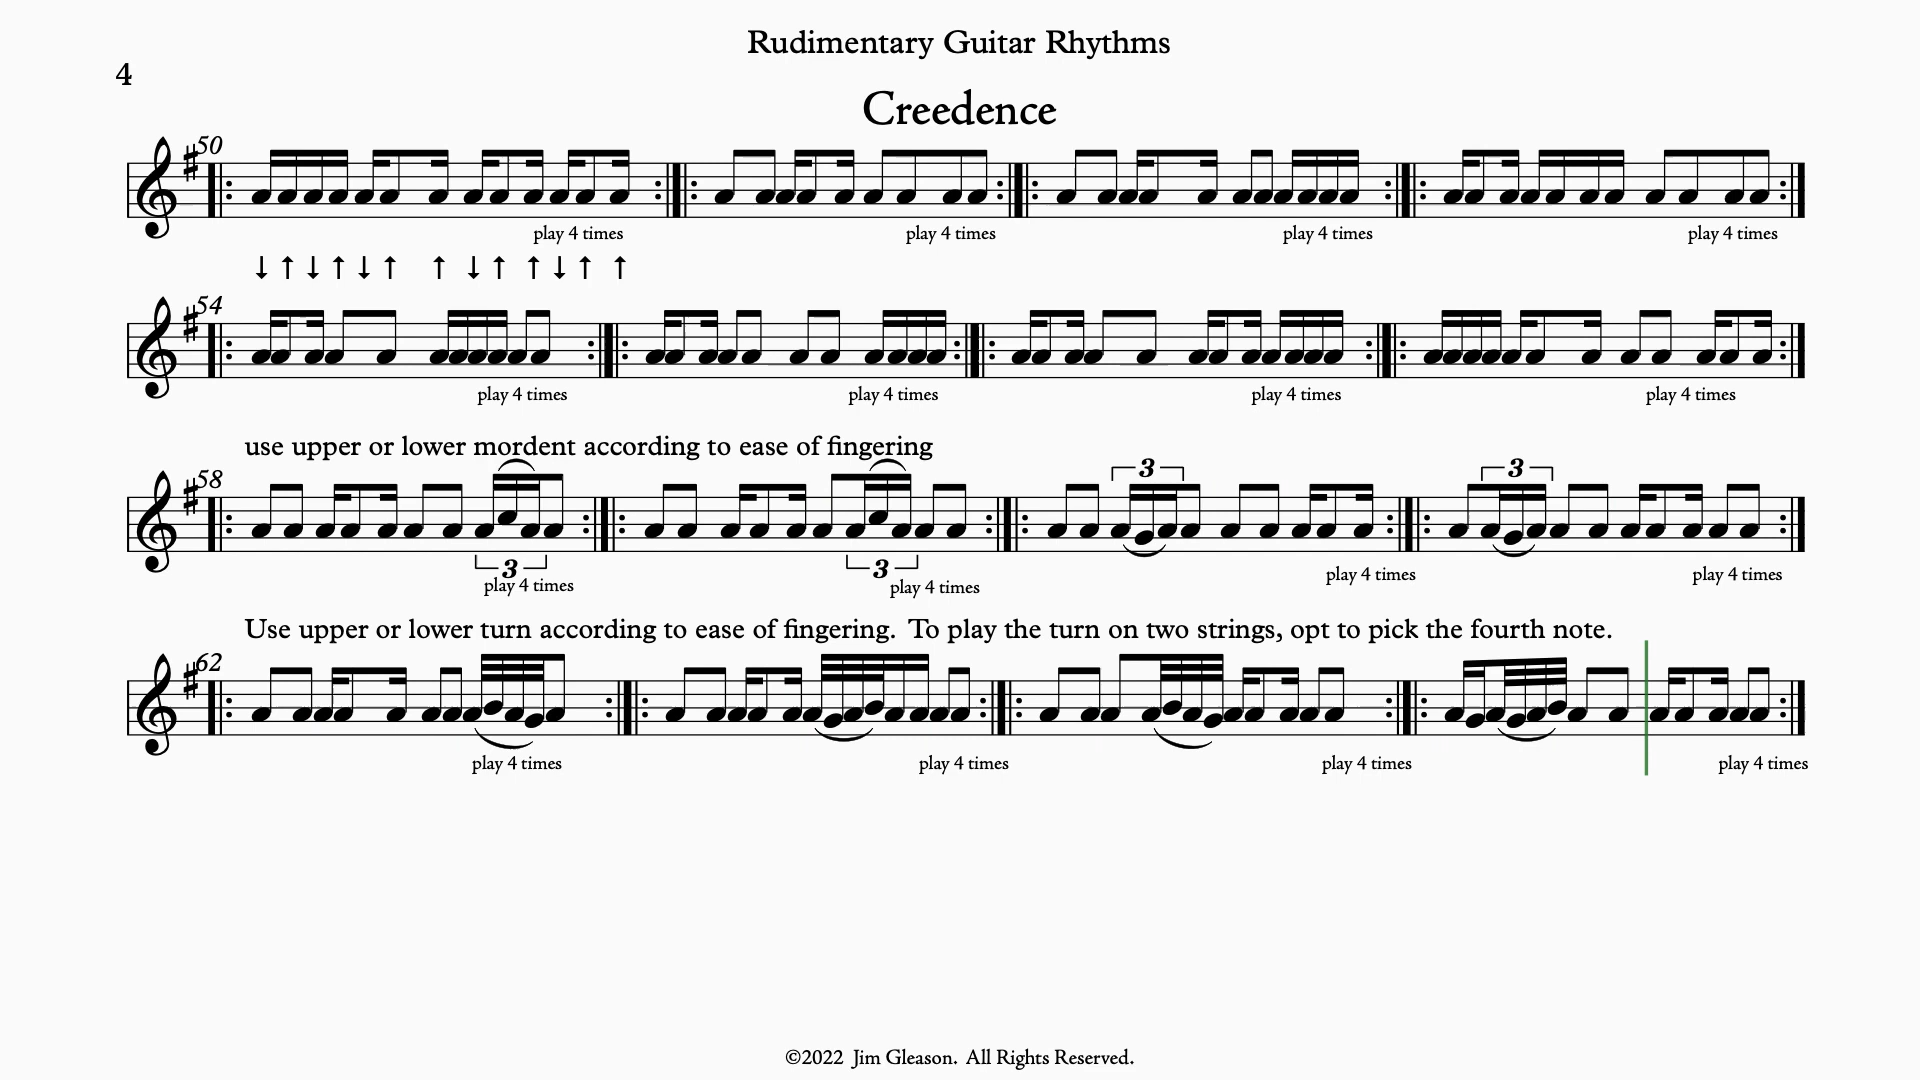 Rudimentary Guitar Rhythms
4
Creedence
50
play 4 times play 4 times play 4 times play 4 times
↓ ↑ ↓ ↑ ↓ ↑ ↑ ↓ ↑ ↑ ↓ ↑ ↑
54
play 4 times play 4 times play 4 times play 4 times
use upper or lower mordent according to ease of fingering
58
3 3
3 3
play 4 times play 4 times play 4 times play 4 times
Use upper or lower turn according to ease of fingering. To play the turn on two strings, opt to pick the fourth note.
62
play 4 times play 4 times play 4 times play 4 times
©2022 Jim Gleason. All Rights Reserved.